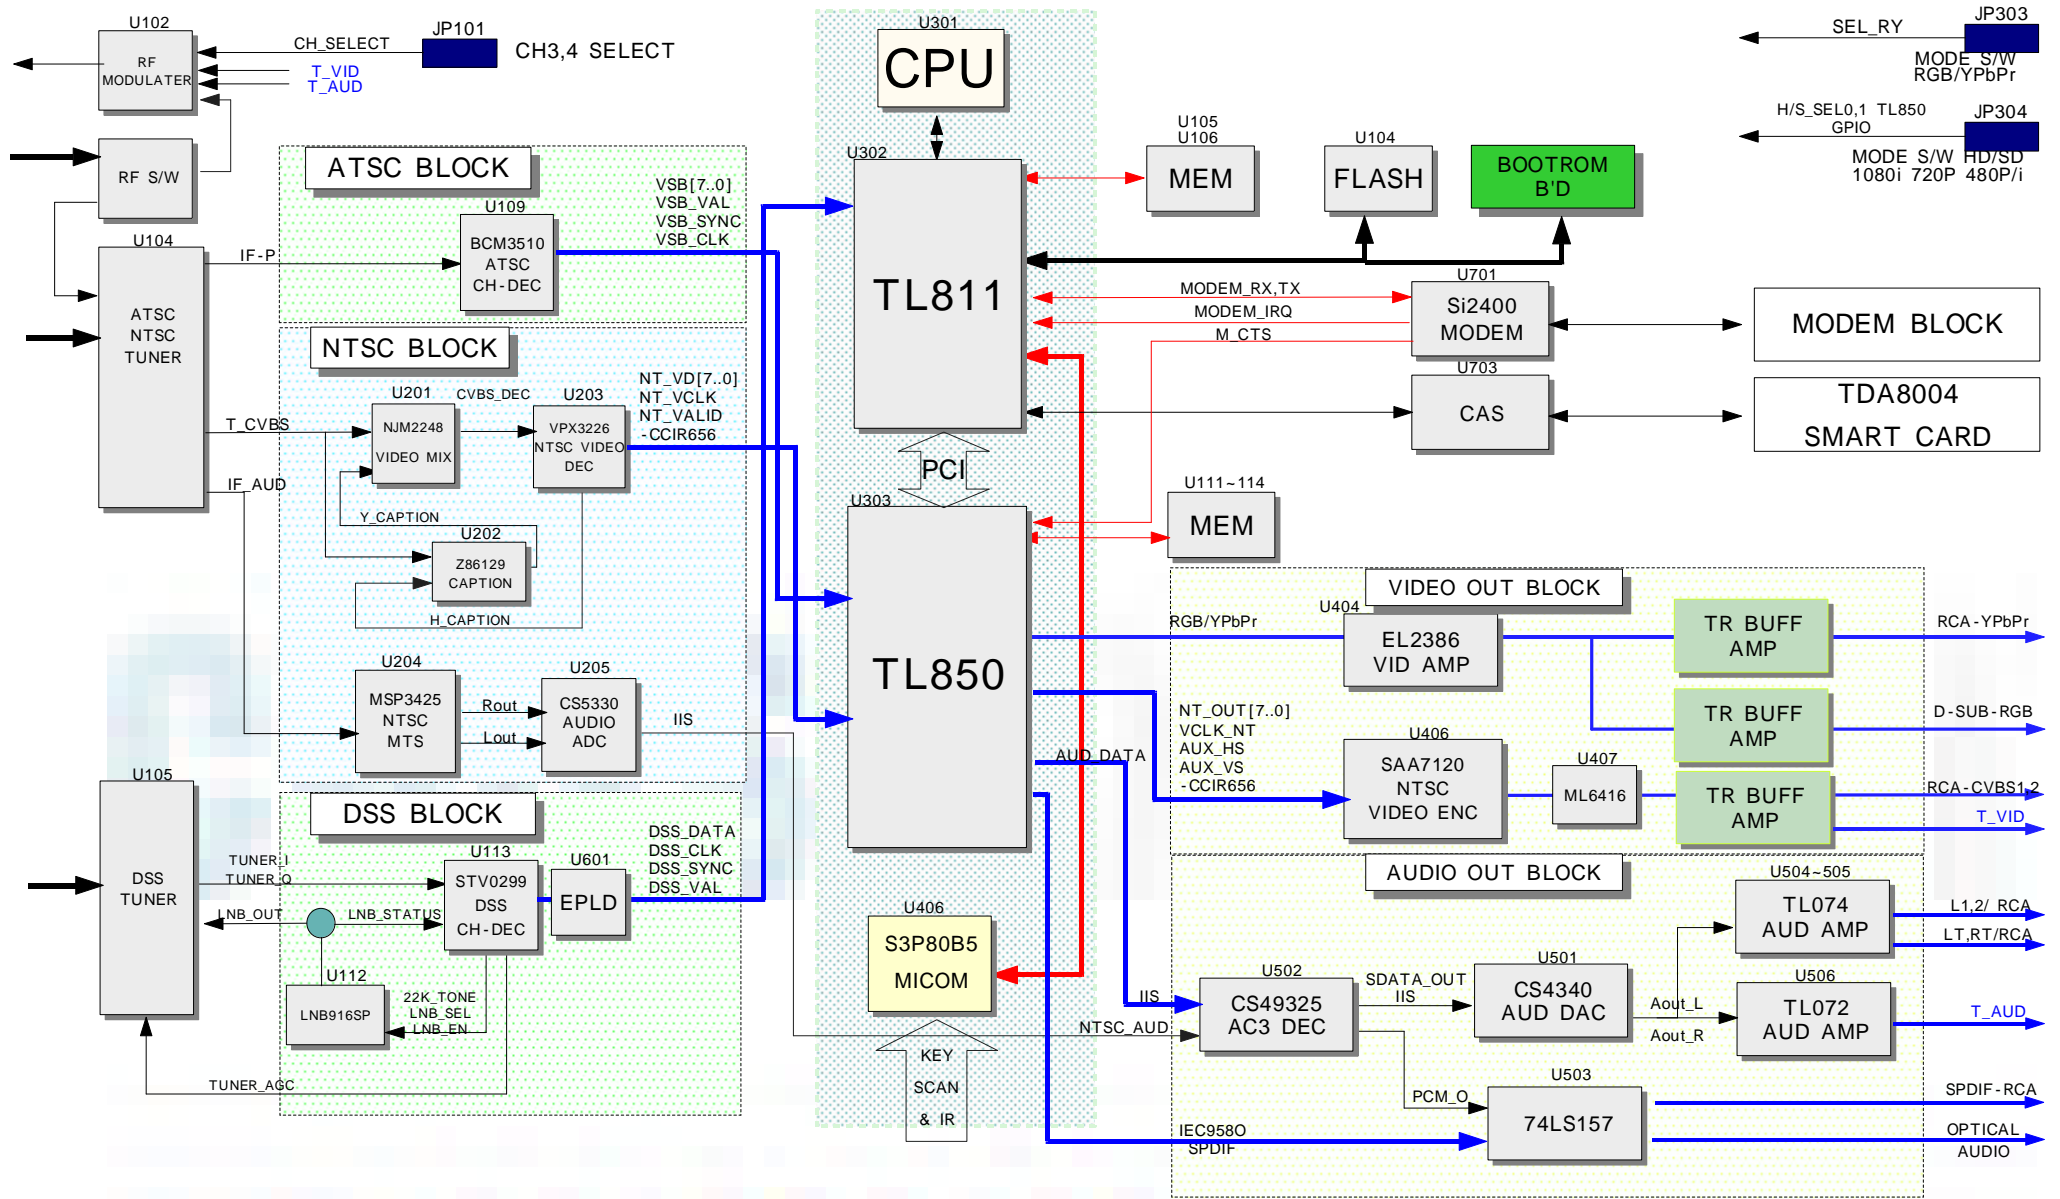 U102
RF
MODULATER
CH_SELECT
JP101
CH3,4 SELECT
T_VID
T_AUD
RF S/W
U104
ATSC
NTSC
TUNER
IF-P
T_CVBS
IF_AUD
ATSC BLOCK
U109
BCM3510
ATSC
CH-DEC
VSB[7..0]
VSB_VAL
VSB_SYNC
VSB_CLK
NTSC BLOCK
U201
NJM2248
VIDEO MIX
CVBS_DEC
U203
VPX3226
NTSC VIDEO
DEC
NT_VD[7..0]
NT_VCLK
NT_VALID
-CCIR656
Y_CAPTION
U202
Z86129
CAPTION
H_CAPTION
U204
MSP3425
NTSC
MTS
Rout
Lout
U205
CS5330
AUDIO
ADC
IIS
U105
DSS
TUNER
TUNER_I
TUNER_Q
LNB_OUT
LNB_STATUS
DSS BLOCK
U113
STV0299
DSS
CH-DEC
U601
EPLD
DSS_DATA
DSS_CLK
DSS_SYNC
DSS_VAL
U112
LNB916SP
22K_TONE
LNB_SEL
LNB_EN
TUNER_AGC
U301
CPU
U302
TL811
PCI
U303
TL850
U406
S3P80B5
MICOM
KEY
SCAN
& IR
U105
U106
MEM
U104
FLASH
BOOTROM
B'D
SEL_RY
JP303
MODE S/W
RGB/YPbPr
H/S_SEL0,1 TL850
GPIO
JP304
MODE S/W HD/SD
1080i 720P 480P/i
MODEM_RX,TX
MODEM_IRQ
M_CTS
U701
Si2400
MODEM
MODEM BLOCK
U703
CAS
TDA8004
SMART CARD
U111~114
MEM
VIDEO OUT BLOCK
RGB/YPbPr
U404
EL2386
VID AMP
TR BUFF
AMP
RCA-YPbPr
TR BUFF
AMP
D-SUB-RGB
NT_OUT[7..0]
VCLK_NT
AUX_HS
AUX_VS
-CCIR656
AUD_DATA
U406
SAA7120
NTSC
VIDEO ENC
U407
ML6416
TR BUFF
AMP
RCA-CVBS1,2
T_VID
AUDIO OUT BLOCK
U504~505
TL074
AUD AMP
L1,2/ RCA
LT,RT/RCA
IIS
NTSC_AUD
U502
CS49325
AC3 DEC
SDATA_OUT
IIS
U501
CS4340
AUD DAC
Aout_L
Aout_R
U506
TL072
AUD AMP
T_AUD
PCM_O
U503
74LS157
IEC958O
SPDIF
SPDIF-RCA
OPTICAL
AUDIO